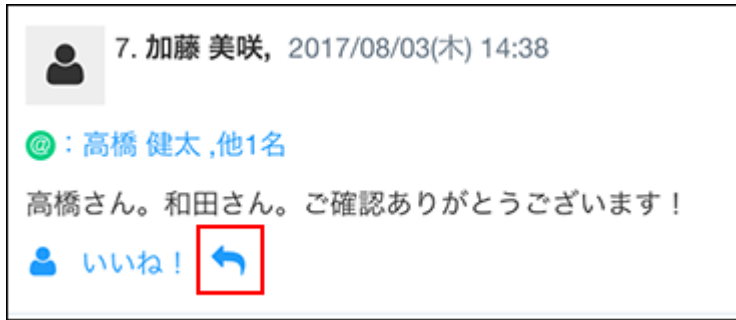 7. 加藤 美咲, 2017/08/03(木) 14:38
@：高橋 健太 ,他1名
高橋さん。和田さん。ご確認ありがとうございます！
いいね！